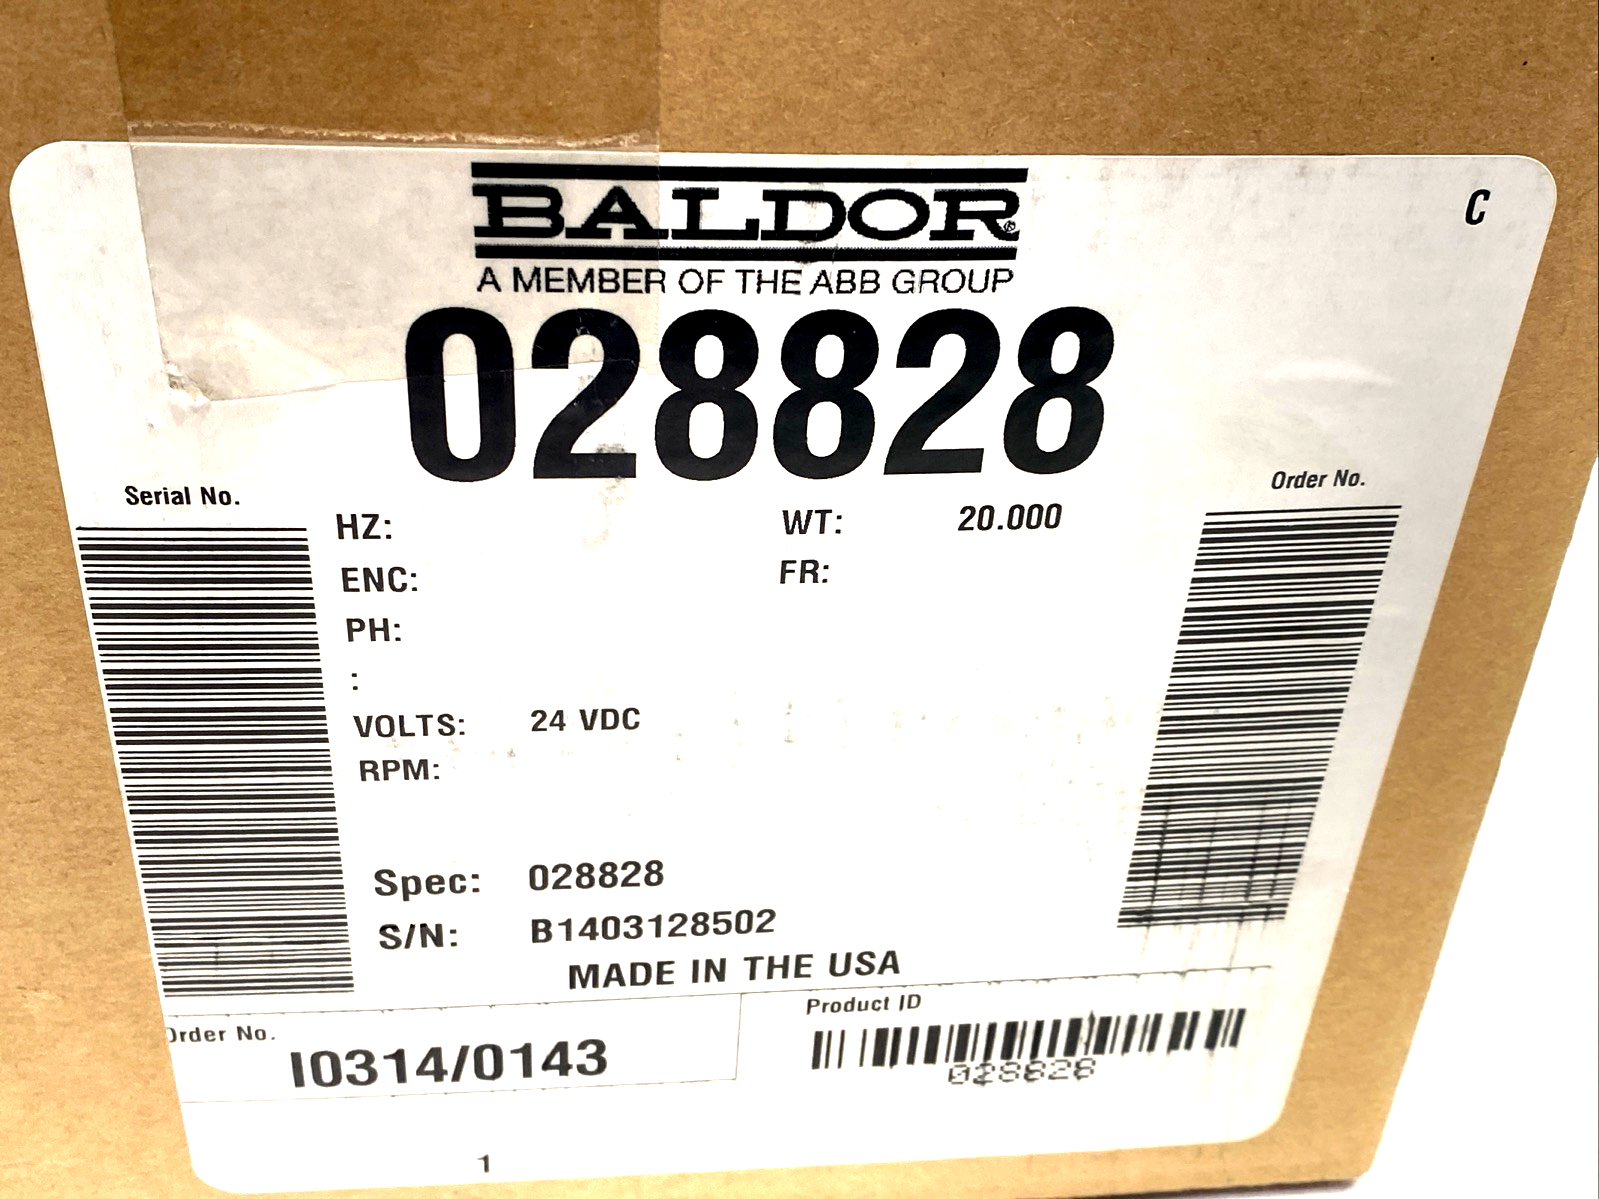 BALDOR®
C
A MEMBER OF THE ABB GROUP
028828
Serial No.
Order No.
HZ:
WT: 20.000
ENC:
FR:
PH:
:
VOLTS: 24 VDC
RPM:
Spec: 028828
S/N: B1403128502
MADE IN THE USA
Order No.
I0314/0143
Product ID
028828
1